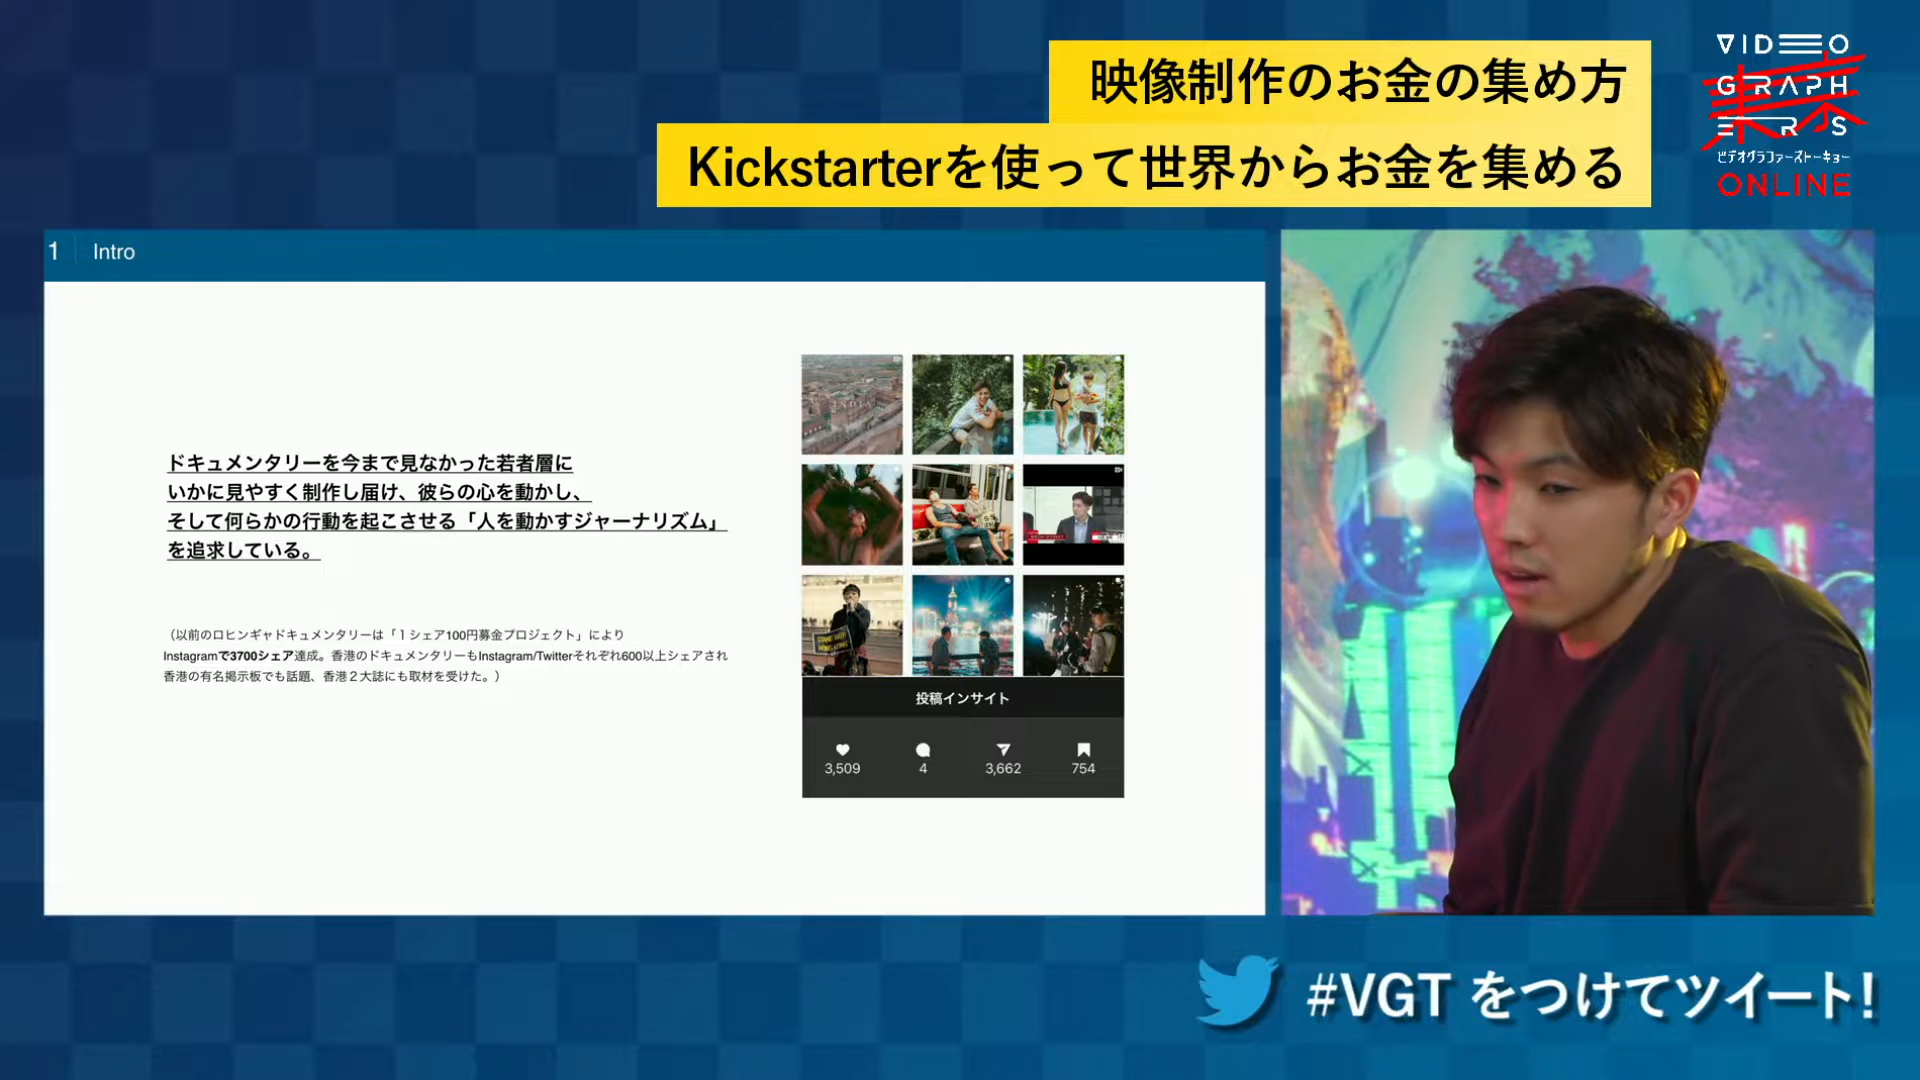 映像制作のお金の集め方
Kickstarterを使って世界からお金を集める
VIDEO
GRAPH
ERS
東京
ビデオグラファーズトーキョー
ONLINE
1 Intro
ドキュメンタリーを今まで見なかった若者層に
いかに見やすく制作し届け、彼らの心を動かし、
そして何らかの行動を起こさせる「人を動かすジャーナリズム」
を追求している。
（以前のロヒンギャドキュメンタリーは「１シェア100円募金プロジェクト」により
Instagramで3700シェア達成。香港のドキュメンタリーもInstagram/Twitterそれぞれ600以上シェアされ
香港の有名掲示板でも話題、香港２大誌にも取材を受けた。）
投稿インサイト
3,509 4 3,662 754
#VGT をつけてツイート!